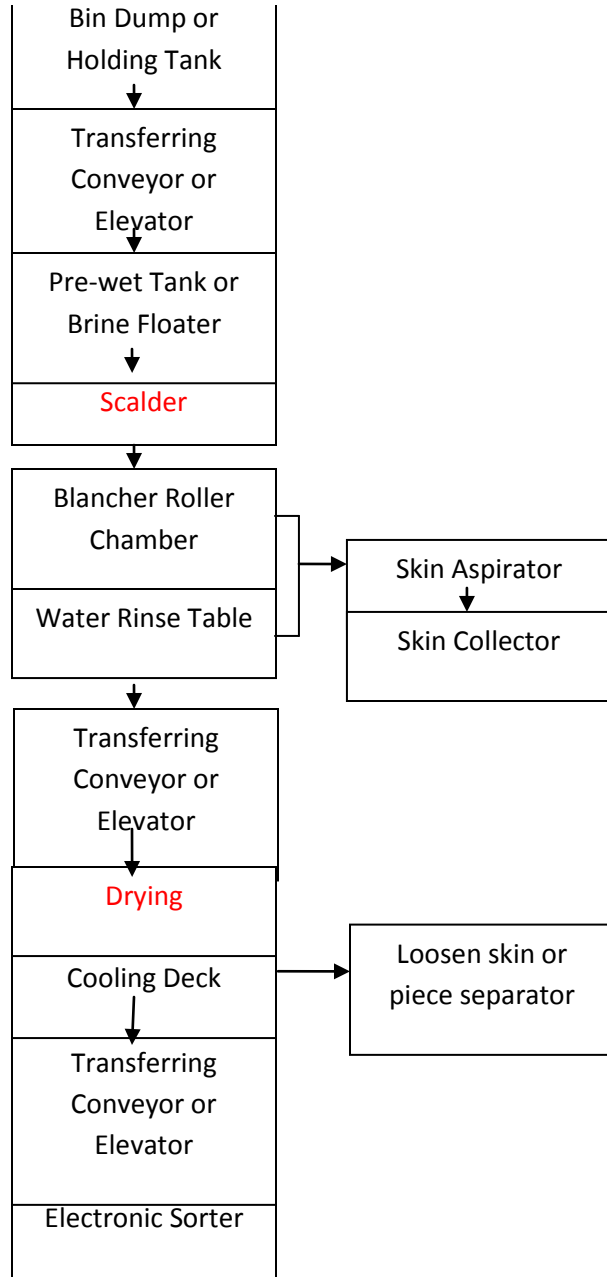 Bin Dump or
Holding Tank
Transferring
Conveyor or
Elevator
Pre-wet Tank or
Brine Floater
Scalder
Blancher Roller
Chamber
Water Rinse Table
Skin Aspirator
Skin Collector
Transferring
Conveyor or
Elevator
Drying
Cooling Deck
Loosen skin or
piece separator
Transferring
Conveyor or
Elevator
Electronic Sorter